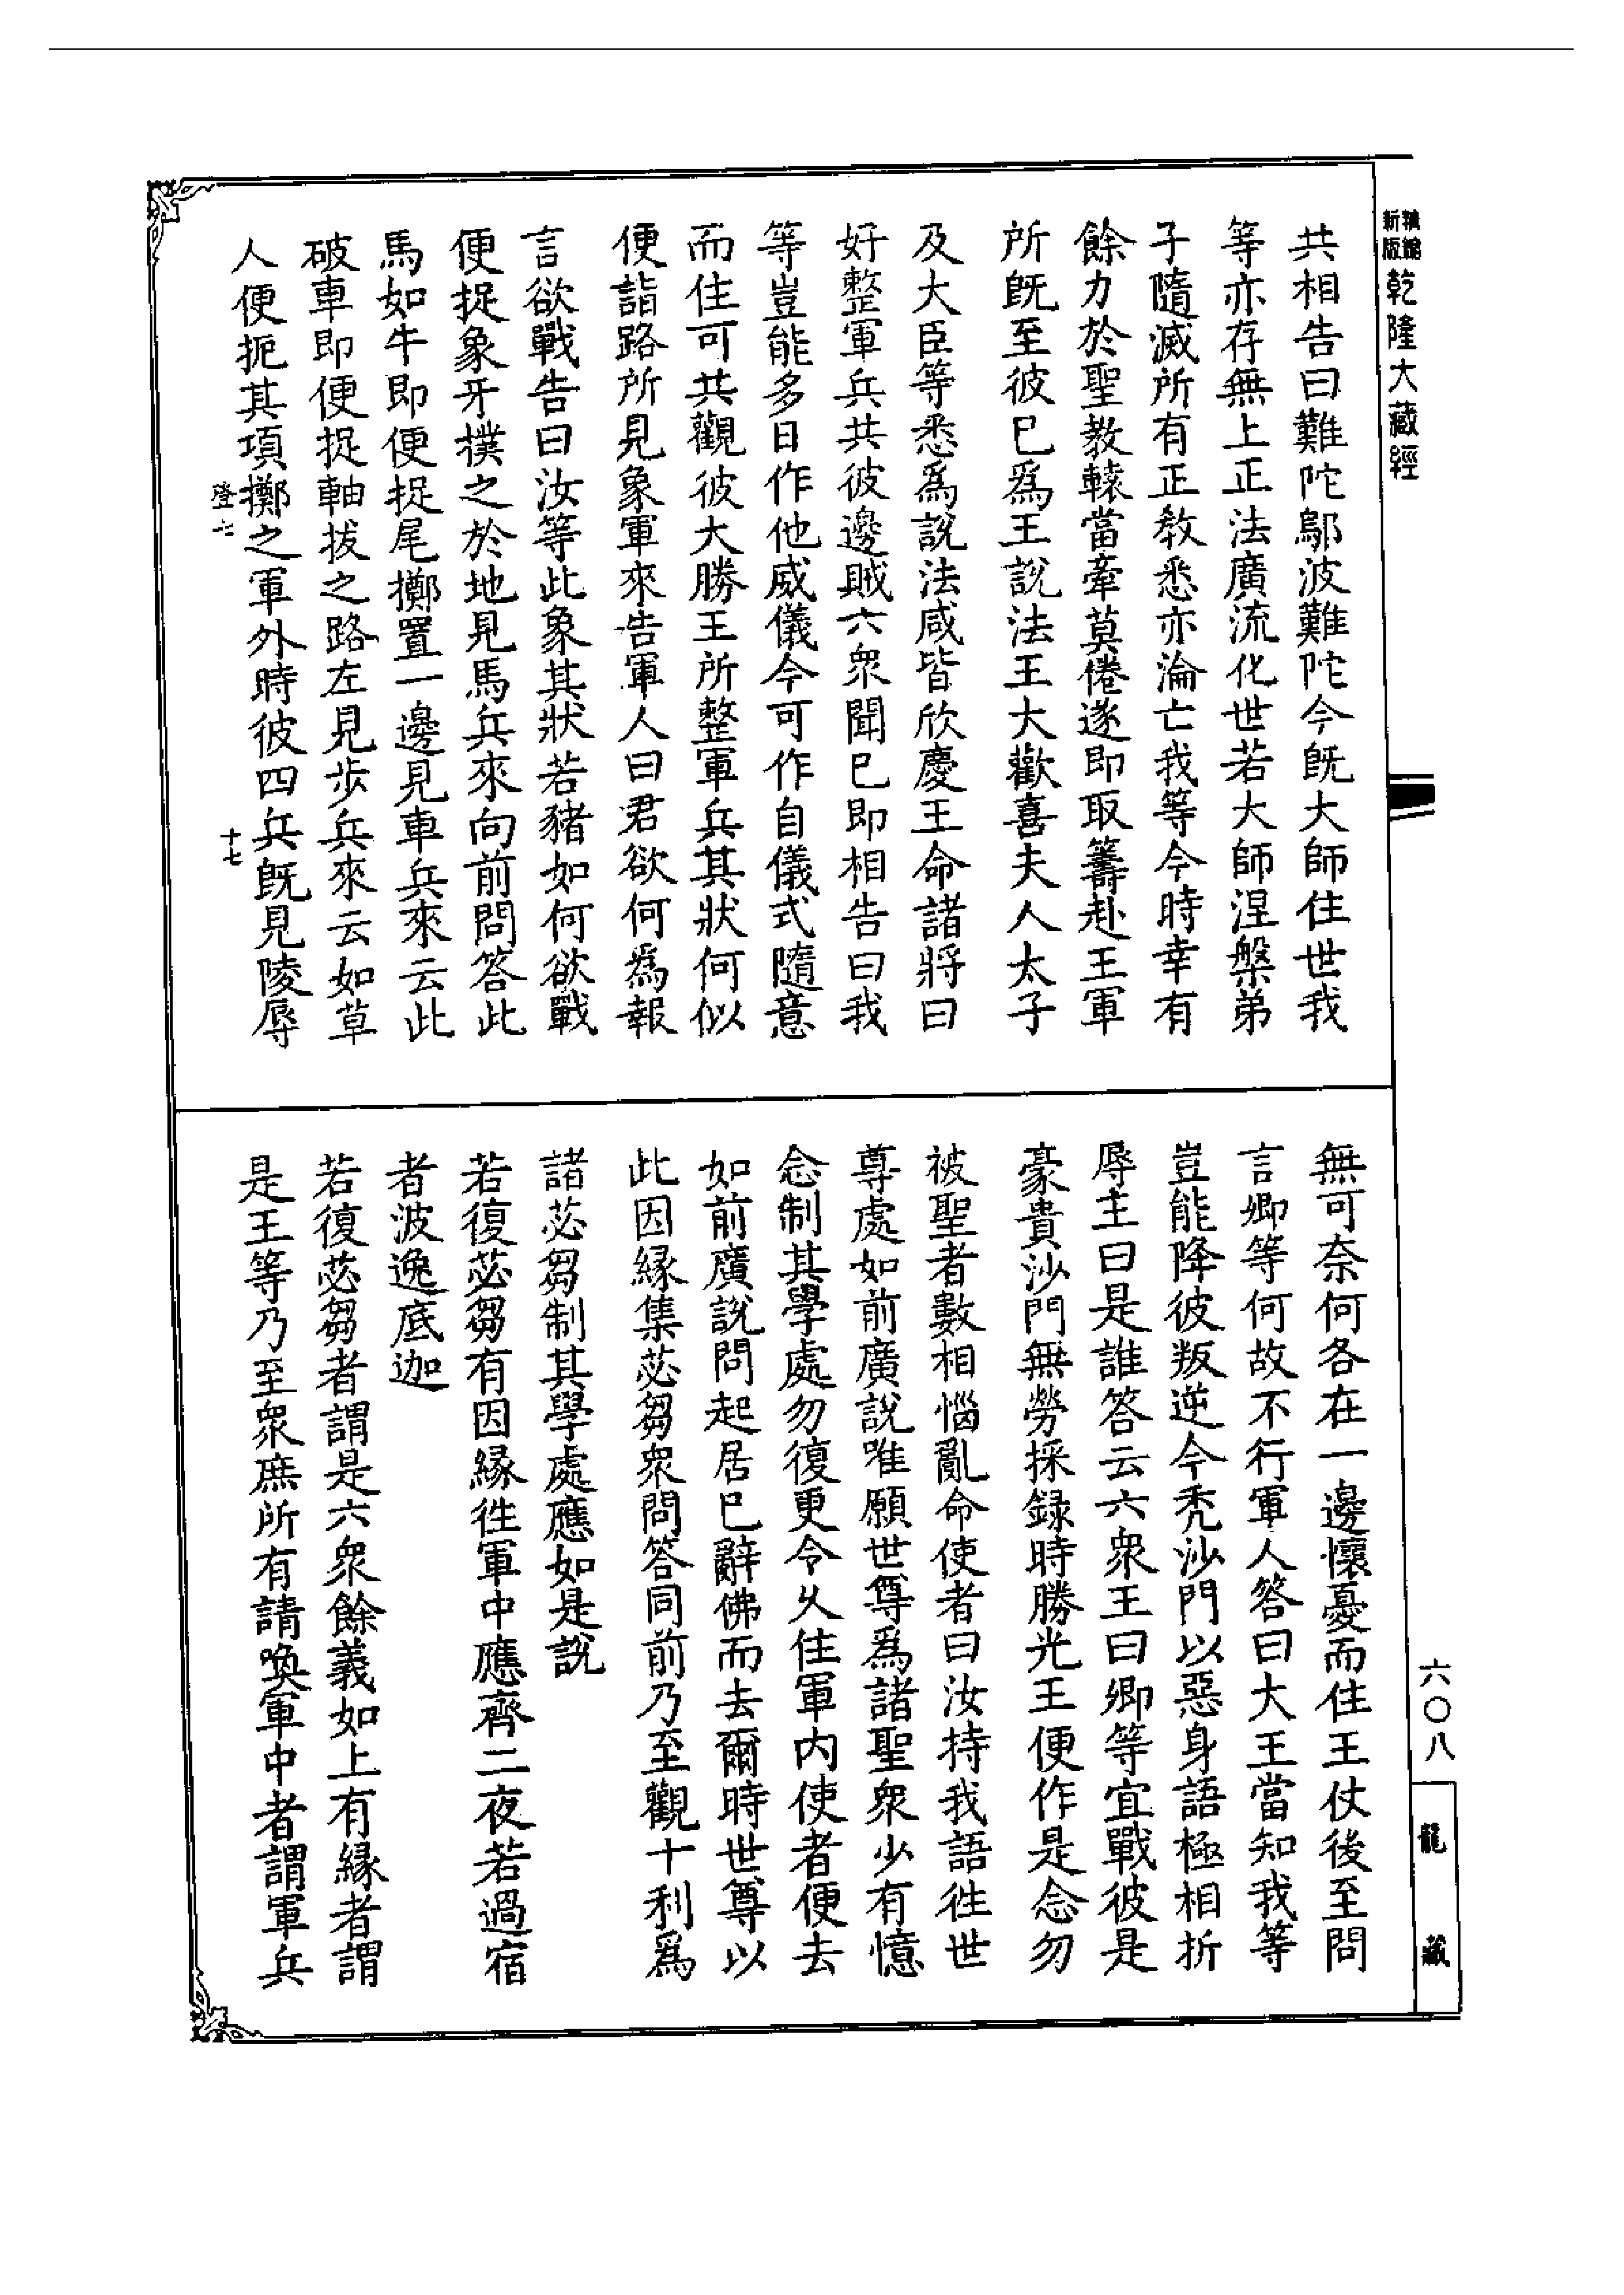 新版精縮乾隆大藏經
共相告曰難陀鄔波難陀今旣大師住世我
等亦存無上正法廣流化世若大師涅槃弟
子隨滅所有正教悉亦淪亡我等今時幸有
餘力於聖教轅當牽莫倦遂即取籌赴王軍
所旣至彼巳爲王說法王大歡喜夫人太子
及大臣等悉爲說法咸皆欣慶王命諸將曰
好整軍兵共彼邊賊六衆聞巳即相告曰我
等豈能多日作他威儀今可作自儀式隨意
而住可共觀彼大勝王所整軍兵其狀何似
便詣路所見象軍來告軍人曰君欲何爲報
言欲戰告曰汝等此象其狀若豬如何欲戰
便捉象牙撲之於地見馬兵來向前問答此
馬如牛即便捉尾擲置一邊見車兵來云此
破車即便捉軸拔之路左見步兵來云如草
人便扼其項擲之軍外時彼四兵旣見陵辱
登六
十七
無可奈何各在一邊懷憂而住王仗後至問
言卿等何故不行軍人答曰大王當知我等
豈能降彼叛逆今禿沙門以惡身語極相折
辱主曰是誰答云六衆王曰卿等宜戰彼是
豪貴沙門無勞採録時勝光王便作是念勿
被聖者數相惱亂命使者曰汝持我語徃世
尊處如前廣說唯願世尊爲諸聖衆少有憶
念制其學處勿復更令久住軍内使者便去
如前廣說問起居巳辭佛而去爾時世尊以
此因緣集苾芻衆問答同前乃至觀十利爲
諸苾芻制其學處應如是說
若復苾芻有因緣徃軍中應齊二夜若過宿
者波逸底迦
若復苾芻者謂是六衆餘義如上有緣者謂
是王等乃至衆庶所有請喚軍中者謂軍兵
六〇八
龍藏